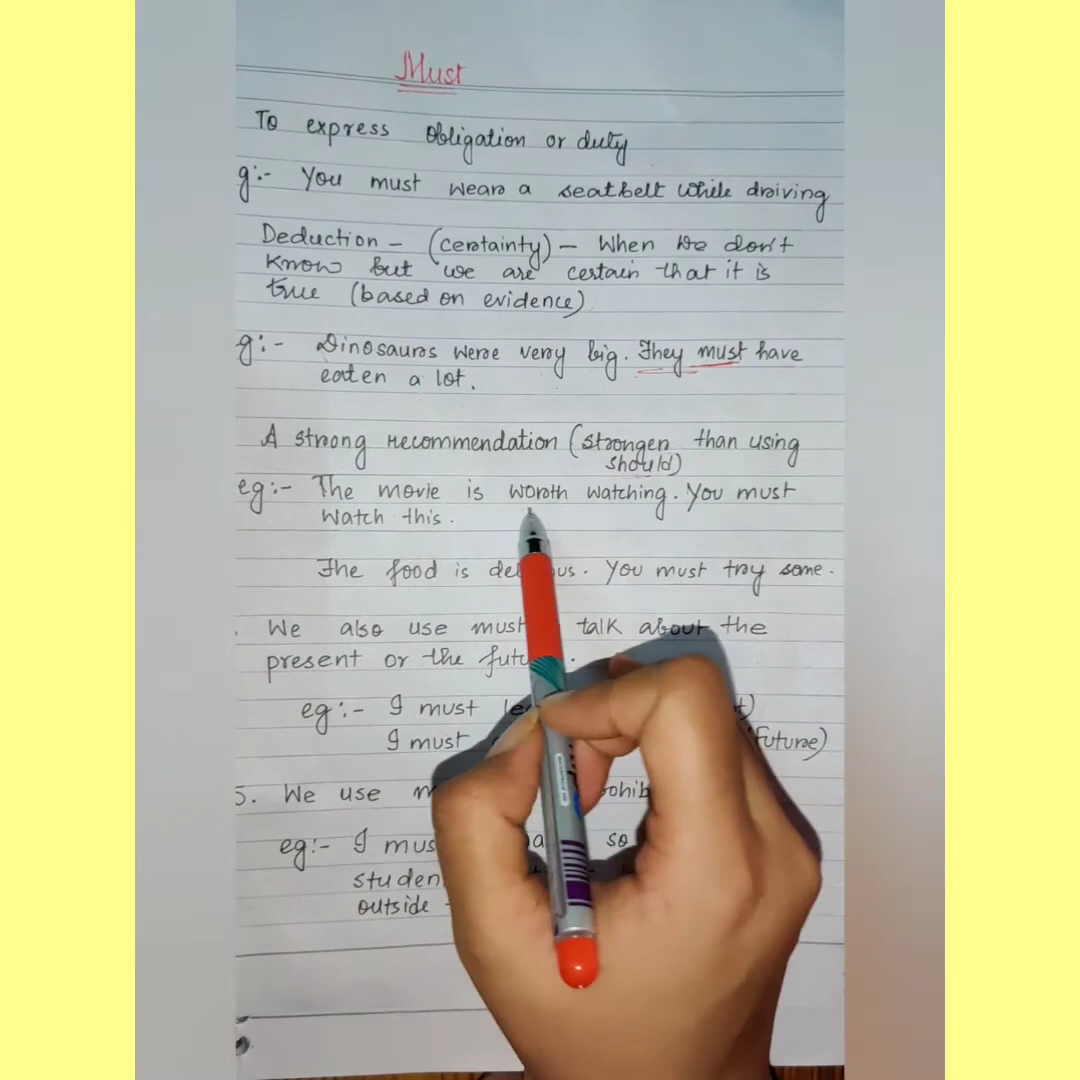 Must
To express obligation or duty
g:- You must wear a seatbelt while driving
Deduction - (certainty) - When we don't
know but we are certain that it is
true (based on evidence)
g:- Dinosaurs were very big. They must have
eaten a lot.
A strong recommendation (stronger than using
should)
eg:- The movie is worth watching. You must
watch this.
The food is del us. You must try some.
We also use must talk about the
present or the futu .
eg:- I must le t)
I must future)
5. We use m ohib
eg:- I mus a so
studen
outside